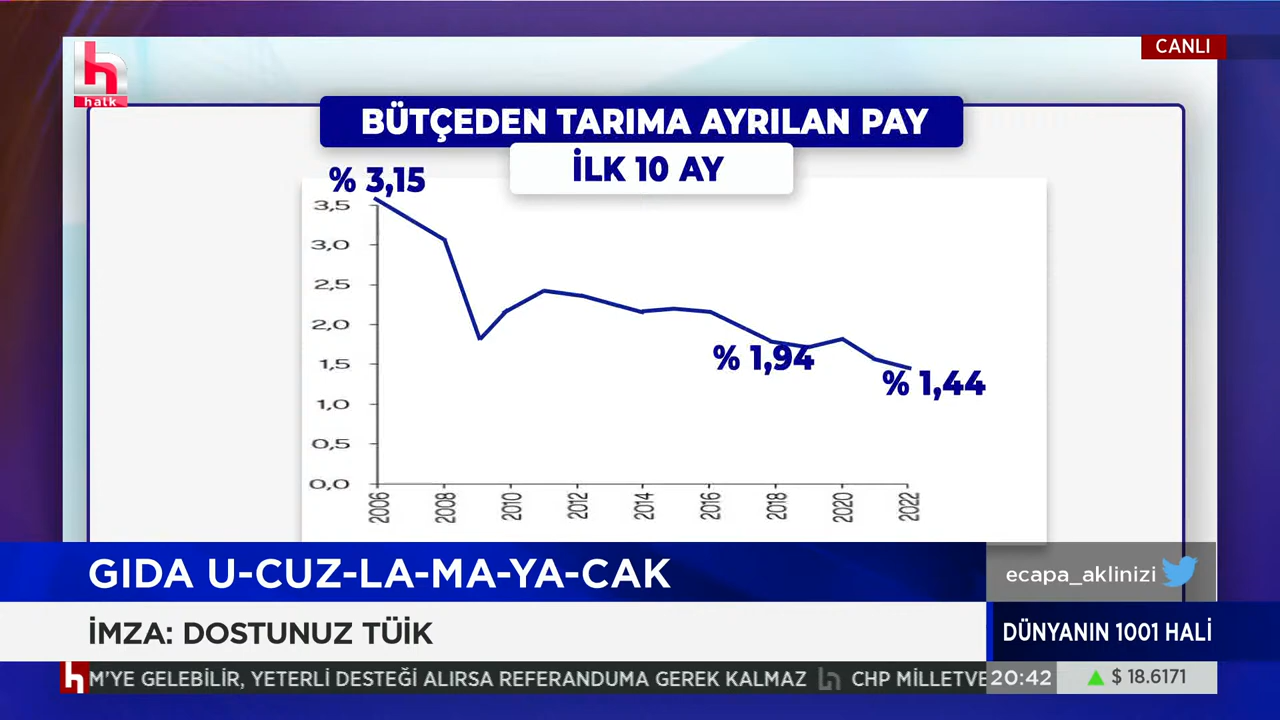 CANLI
h
halk
BÜTÇEDEN TARIMA AYRILAN PAY
İLK 10 AY
% 3,15
3,5
3,0
2,5
2,0
1,5
1,0
0,5
0,0
% 1,94
% 1,44
2006
2008
2010
2012
2014
2016
2018
2020
2022
GIDA U-CUZ-LA-MA-YA-CAK
ecapa_aklinizi
İMZA: DOSTUNUZ TÜİK
DÜNYANIN 1001 HALİ
h M'YE GELEBİLİR, YETERLİ DESTEĞİ ALIRSA REFERANDUMA GEREK KALMAZ h CHP MİLLETVE 20:42 $ 18.6171